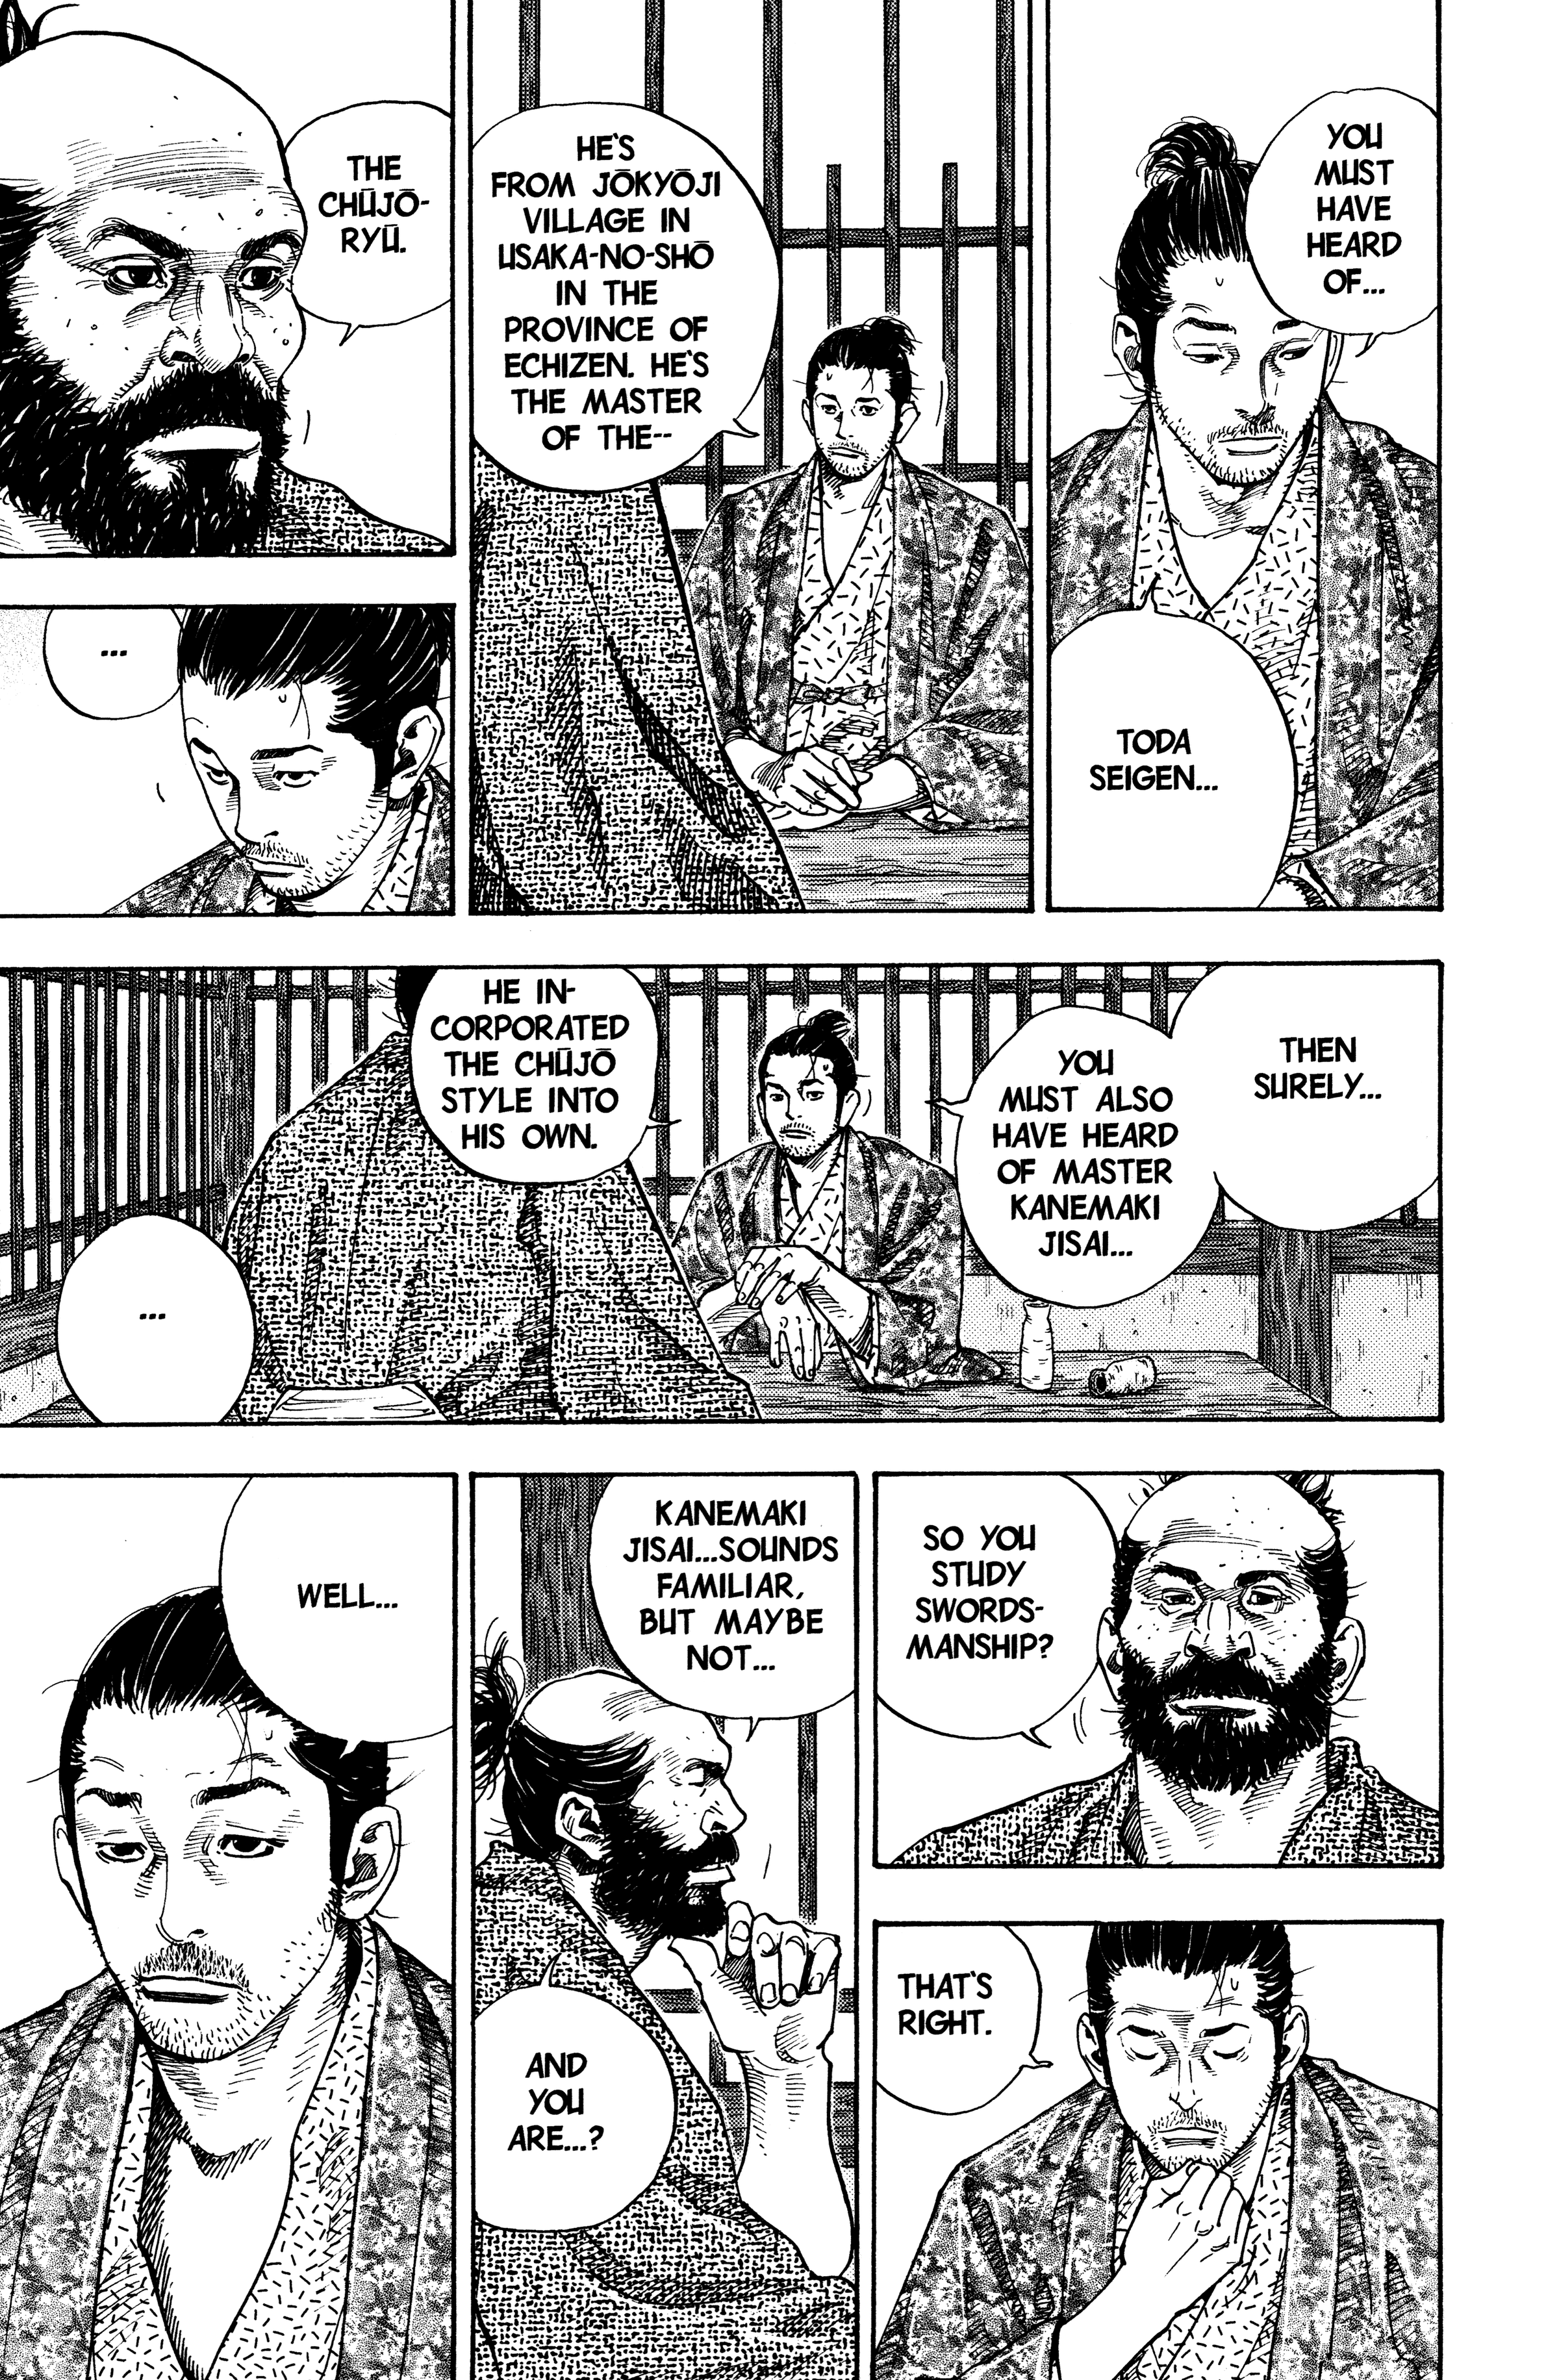 YOU
MUST
HAVE
HEARD
OF...
TODA
SEIGEN...
HE'S
FROM JŌKYŌJI
VILLAGE IN
USAKA-NO-SHŌ
IN THE
PROVINCE OF
ECHIZEN. HE'S
THE MASTER
OF THE--
THE
CHŪJŌ-
RYŪ.
...
THEN
SURELY...
YOU
MUST ALSO
HAVE HEARD
OF MASTER
KANEMAKI
JISAI...
HE IN-
CORPORATED
THE CHŪJŌ
STYLE INTO
HIS OWN.
...
SO YOU
STUDY
SWORDS-
MANSHIP?
THAT'S
RIGHT.
KANEMAKI
JISAI...SOUNDS
FAMILIAR,
BUT MAYBE
NOT...
AND
YOU
ARE...?
WELL...